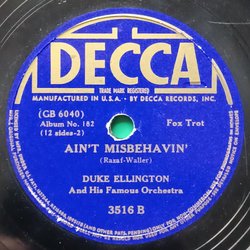 DECCA
TRADE MARK REGISTERED
MANUFACTURED IN U.S.A. - BY DECCA RECORDS, INC.
(GB 6040)
Album No. 182
(12 sides-2)
Fox Trot
AIN'T MISBEHAVIN'
(Razaf-Waller)
DUKE ELLINGTON
And His Famous Orchestra
3516 B